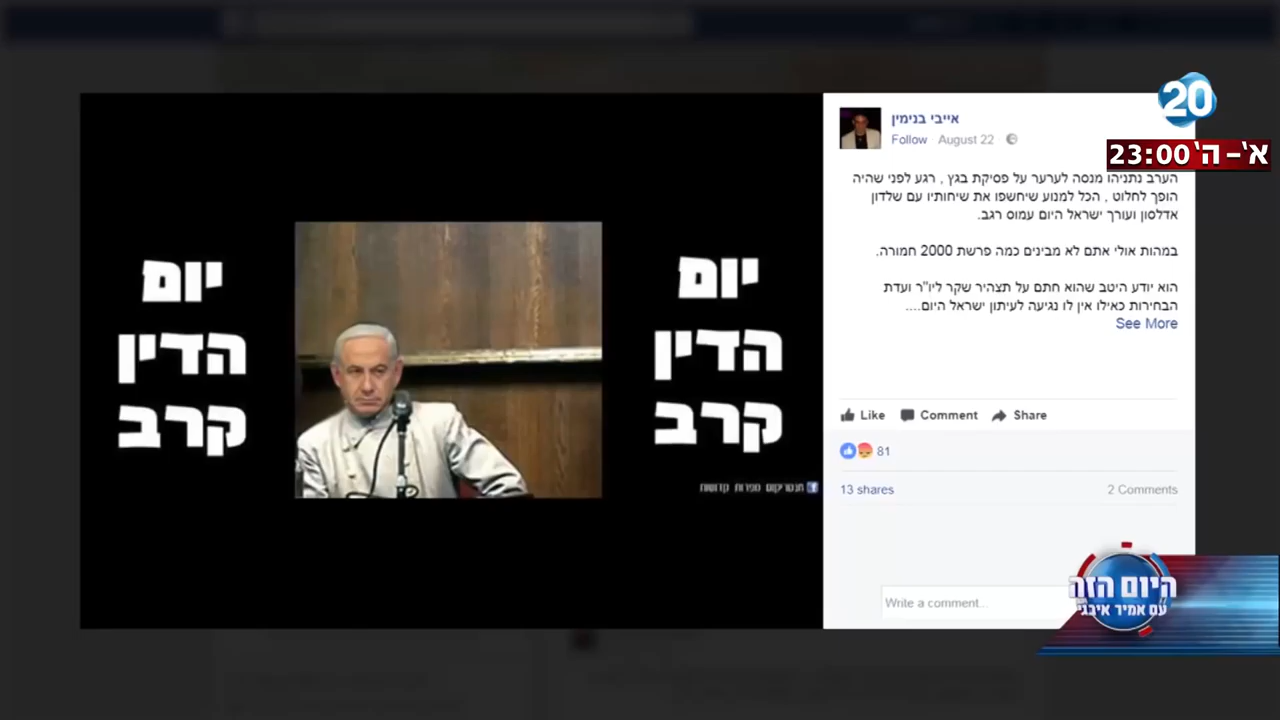 20
א'-ה' 23:00
יום
הדין
קרב
יום
הדין
קרב
אייבי בנימין
Follow August 22
הערב נתניהו מנסה לערער על פסיקת בגץ , רגע לפני שהיה
הופך לחלוט , הכל למנוע שיחשפו את שיחותיו עם שלדון
אדלסון ועורך ישראל היום עמוס רגב.
במהות אולי אתם לא מבינים כמה פרשת 2000 חמורה.
הוא יודע היטב שהוא חתם על תצהיר שקר ליו"ר ועדת
הבחירות כאילו אין לו נגיעה לעיתון ישראל היום....
See More
Like Comment Share
81
13 shares 2 Comments
Write a comment...
היום הזה
עם אמיר איבגי